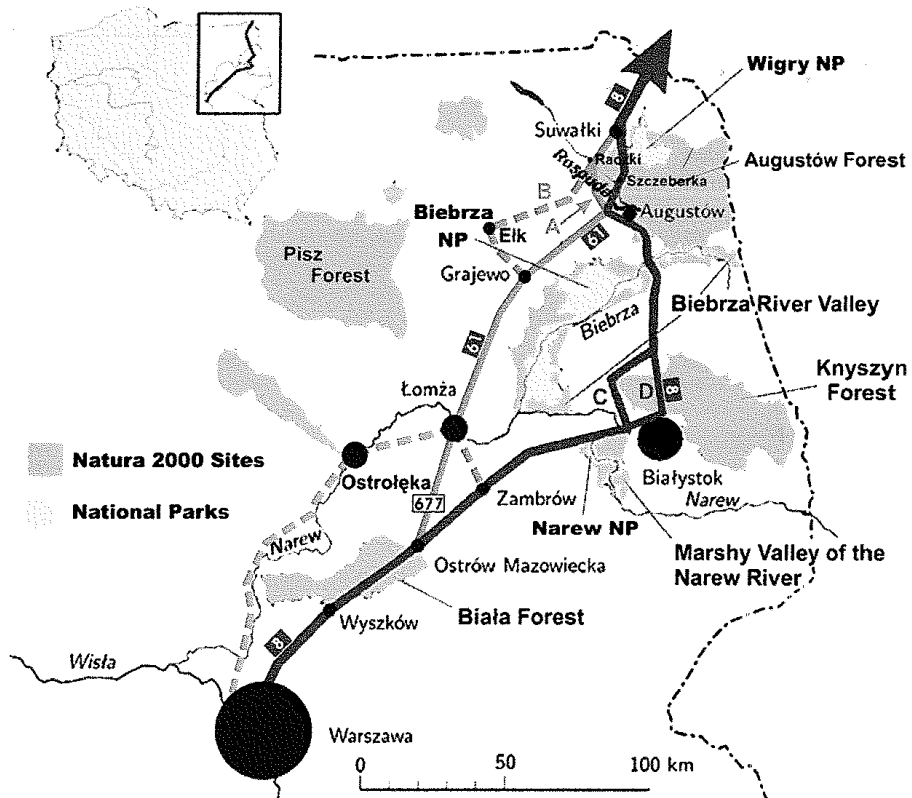 Wigry NP
8
Suwałki
Raczki
Augustów Forest
Rospuda
Szczeberka
B
Biebrza
NP
A
Augustów
Ełk
61
Pisz
Forest
Grajewo
Biebrza River Valley
Biebrza
61
Knyszyn
Forest
C
D
8
Łomża
Natura 2000 Sites
Ostrołęka
Białystok
677
Zambrów
Narew
National Parks
Narew NP
Narew
Marshy Valley of the
Narew River
Ostrów Mazowiecka
Biała Forest
Wyszków
8
Wisła
Warszawa
0
50
100 km